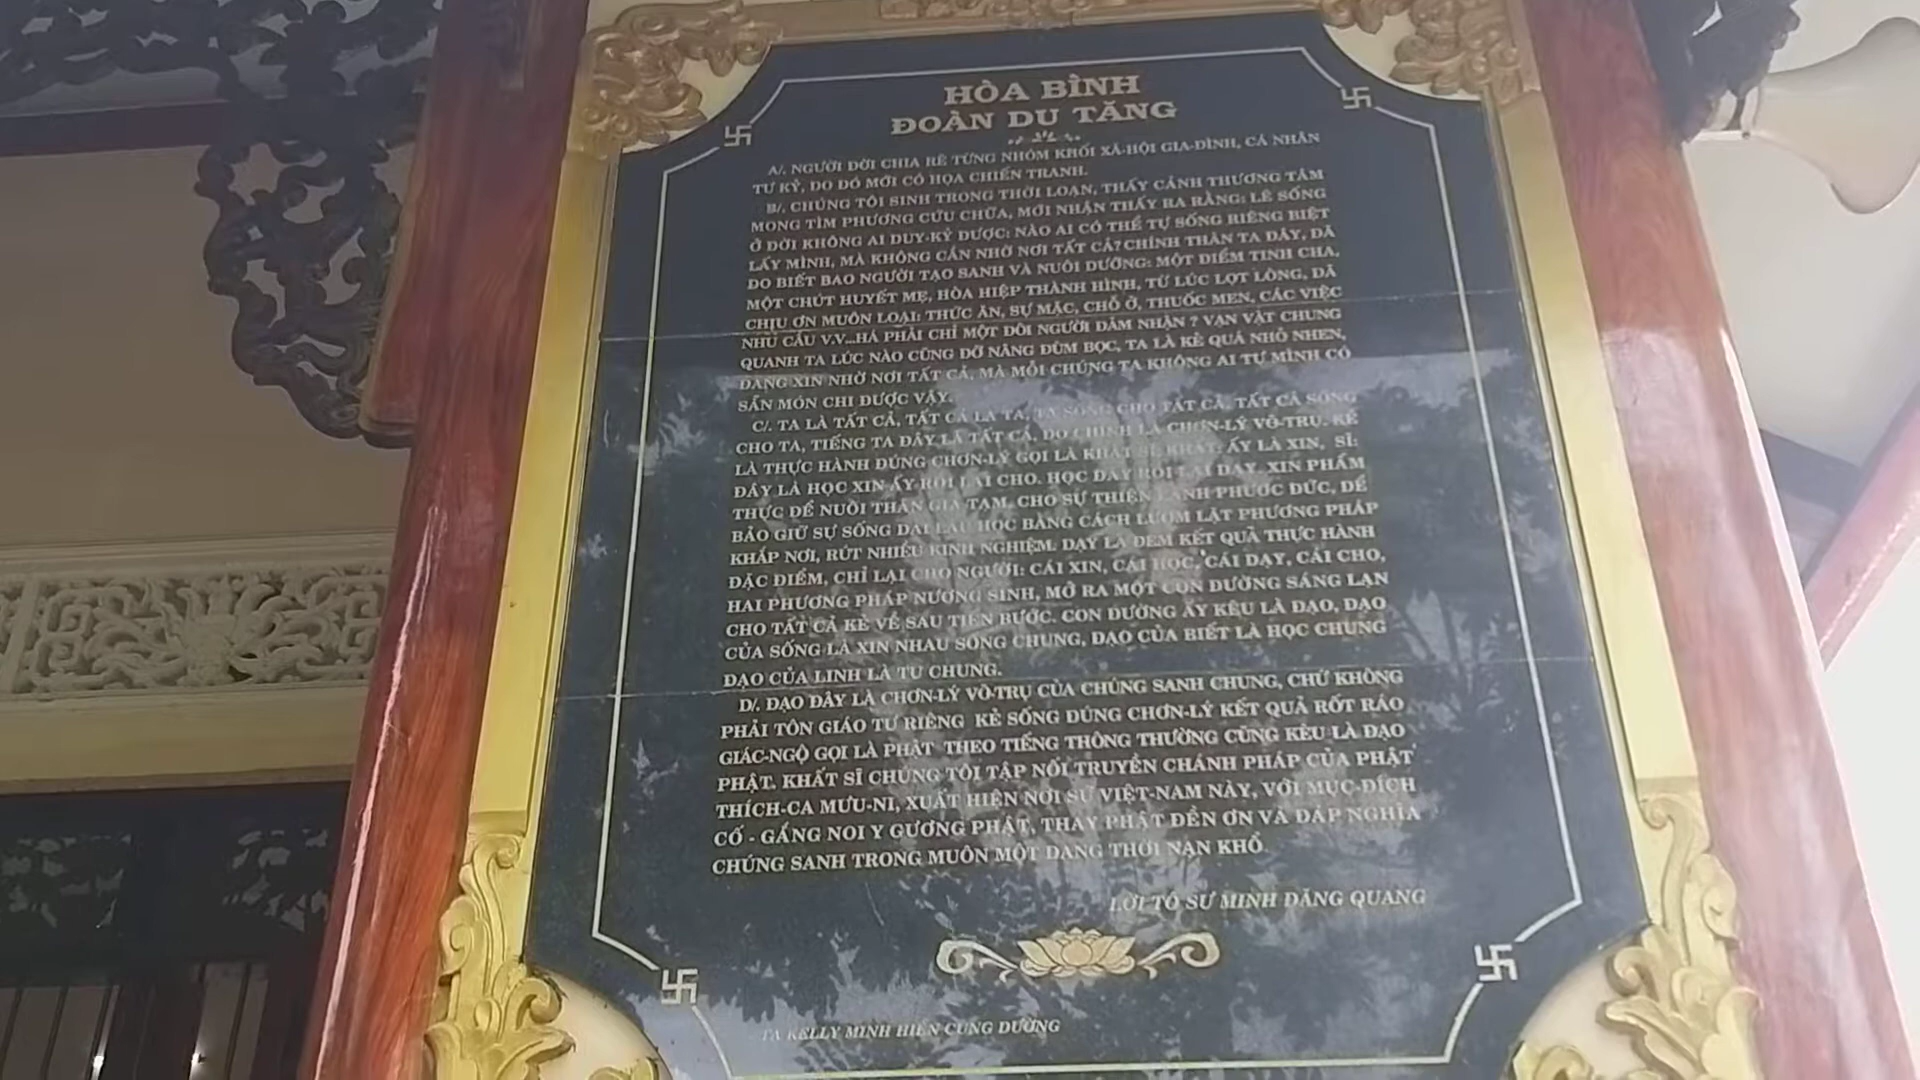 HÒA BÌNH
ĐOÀN DU TĂNG
A/. NGƯỜI ĐỜI CHIA RẼ TỪNG NHÓM KHỐI XÃ-HỘI GIA-ĐÌNH, CÁ NHÂN
TƯ KỶ, DO ĐÓ MỚI CÓ HỌA CHIẾN TRANH.
B/. CHÚNG TÔI SINH TRONG THỜI LOẠN, THẤY CẢNH THƯƠNG TÂM
MONG TÌM PHƯƠNG CỨU CHỮA, MỚI NHẬN THẤY RA RẰNG: LẼ SỐNG
Ở ĐỜI KHÔNG AI DUY-KỶ ĐƯỢC: NÀO AI CÓ THỂ TỰ SỐNG RIÊNG BIỆT
LẤY MÌNH, MÀ KHÔNG CẦN NHỜ NƠI TẤT CẢ? CHÍNH THÂN TA ĐÂY, ĐÃ
DO BIẾT BAO NGƯỜI TẠO SANH VÀ NUÔI DƯỠNG: MỘT ĐIỂM TINH CHA,
MỘT CHÚT HUYẾT MẸ, HÒA HIỆP THÀNH HÌNH, TỪ LÚC LỌT LÒNG, ĐÃ
CHỊU ƠN MUÔN LOẠI: THỨC ĂN, SỰ MẶC, CHỖ Ở, THUỐC MEN, CÁC VIỆC
NHU CẦU V.V...HÁ PHẢI CHỈ MỘT ĐÔI NGƯỜI DÁM NHẬN ? VẠN VẬT CHUNG
QUANH TA LÚC NÀO CŨNG ĐỠ NÂNG ĐÙM BỌC, TA LÀ KẺ QUÁ NHỎ NHEN,
ĐANG XIN NHỜ NƠI TẤT CẢ, MÀ MỖI CHÚNG TA KHÔNG AI TỰ MÌNH CÓ
SẴN MÓN CHI ĐƯỢC VẬY.
C/. TA LÀ TẤT CẢ, TẤT CẢ LÀ TA, TA SỐNG CHO TẤT CẢ, TẤT CẢ SỐNG
CHO TA, TIẾNG TA ĐÂY LÀ TẤT CẢ, ĐÓ CHÍNH LÀ CHƠN-LÝ VŨ-TRỤ. KẺ
LÀ THỰC HÀNH ĐÚNG CHƠN-LÝ GỌI LÀ KHẤT SĨ. KHẤT: ẤY LÀ XIN, SĨ:
ĐÂY LÀ HỌC XIN ẤY RỒI LẠI CHO. HỌC ĐÂY RỒI LẠI DẠY. XIN PHẨM
THỰC ĐỂ NUÔI THÂN GIẢ TẠM, CHO SỰ THIỆN LÀNH PHƯỚC ĐỨC, ĐỂ
BẢO GIỮ SỰ SỐNG DÀI LÂU HỌC BẰNG CÁCH LƯỢM LẶT PHƯƠNG PHÁP
KHẮP NƠI, RÚT NHIỀU KINH NGHIỆM. DẠY LÀ ĐEM KẾT QUẢ THỰC HÀNH
ĐẶC ĐIỂM, CHỈ LẠI CHO NGƯỜI: CÁI XIN, CÁI HỌC, CÁI DẠY, CÁI CHO,
HAI PHƯƠNG PHÁP NƯƠNG SINH, MỞ RA MỘT CON ĐƯỜNG SÁNG LẠN
CHO TẤT CẢ KẺ VỀ SAU TIẾN BƯỚC. CON ĐƯỜNG ẤY KÊU LÀ ĐẠO, ĐẠO
CỦA SỐNG LÀ XIN NHAU SỐNG CHUNG, ĐẠO CỦA BIẾT LÀ HỌC CHUNG
ĐẠO CỦA LINH LÀ TU CHUNG.
D/. ĐẠO ĐÂY LÀ CHƠN-LÝ VÕ-TRỤ CỦA CHÚNG SANH CHUNG, CHỨ KHÔNG
PHẢI TÔN GIÁO TƯ RIÊNG KẺ SỐNG ĐÚNG CHƠN-LÝ KẾT QUẢ RỐT RÁO
GIÁC-NGỘ GỌI LÀ PHẬT THEO TIẾNG THÔNG THƯỜNG CŨNG KÊU LÀ ĐẠO
PHẬT. KHẤT SĨ CHÚNG TÔI TẬP NỐI TRUYỀN CHÁNH PHÁP CỦA PHẬT
THÍCH-CA MƯU-NI, XUẤT HIỆN NƠI SỨ VIỆT-NAM NÀY, VỚI MỤC-ĐÍCH
CỐ - GẮNG NOI Y GƯƠNG PHẬT, THAY PHẬT ĐỀN ƠN VÀ ĐÁP NGHĨA
CHÚNG SANH TRONG MUÔN MỘT ĐANG THỜI NẠN KHỔ
LỜI TỔ SƯ MINH ĐĂNG QUANG
KELLY MINH HIỀN CÚNG DƯỜNG